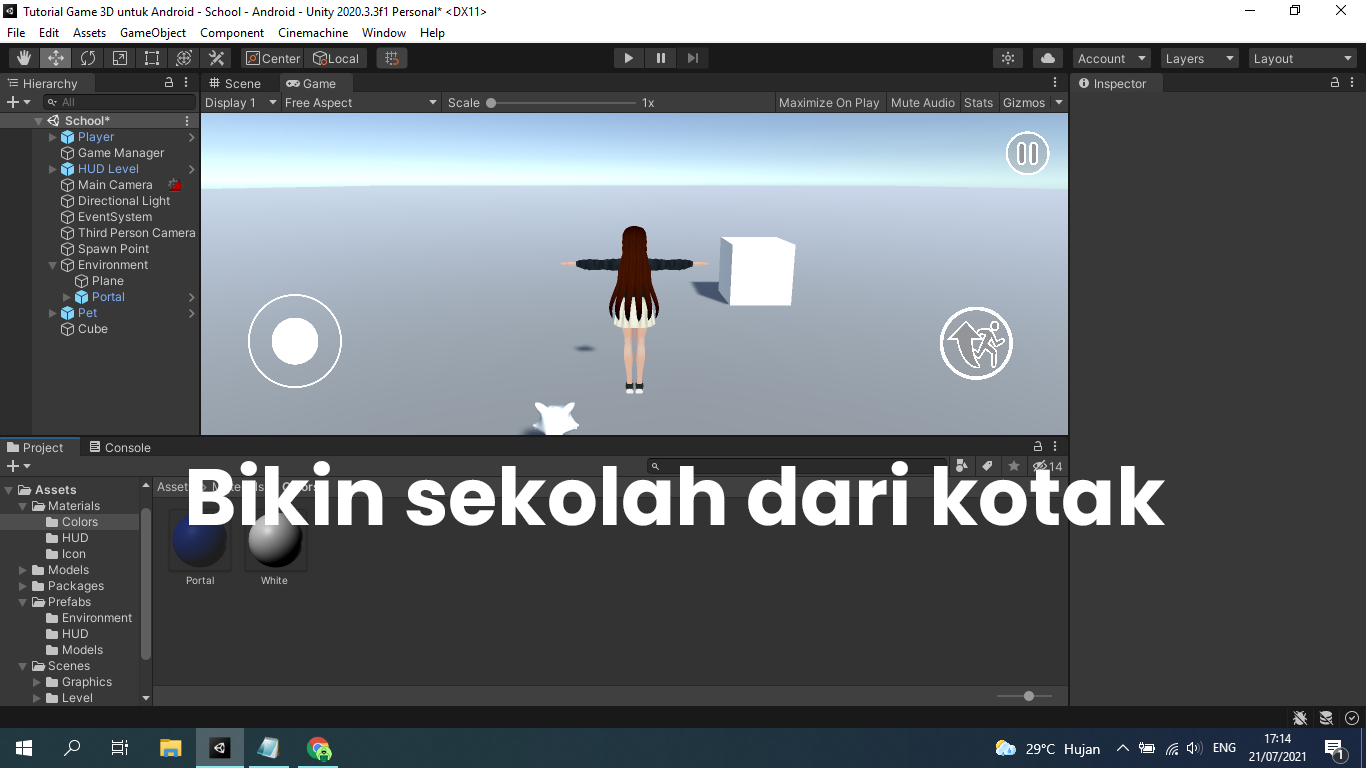 Tutorial Game 3D untuk Android - School - Android - Unity 2020.3.3f1 Personal* <DX11>
File Edit Assets GameObject Component Cinemachine Window Help
Center Local Account Layers Layout
Hierarchy
All
School*
Player
Game Manager
HUD Level
Main Camera
Directional Light
EventSystem
Third Person Camera
Spawn Point
Environment
Plane
Portal
Pet
Cube
Scene Game
Display 1 Free Aspect Scale 1x Maximize On Play Mute Audio Stats Gizmos
Inspector
Project Console
14
Assets
Materials
Colors
HUD
Icon
Models
Packages
Prefabs
Environment
HUD
Models
Scenes
Graphics
Level
Bikin sekolah dari kotak
Portal White
29°C Hujan ENG
17:14
21/07/2021
1